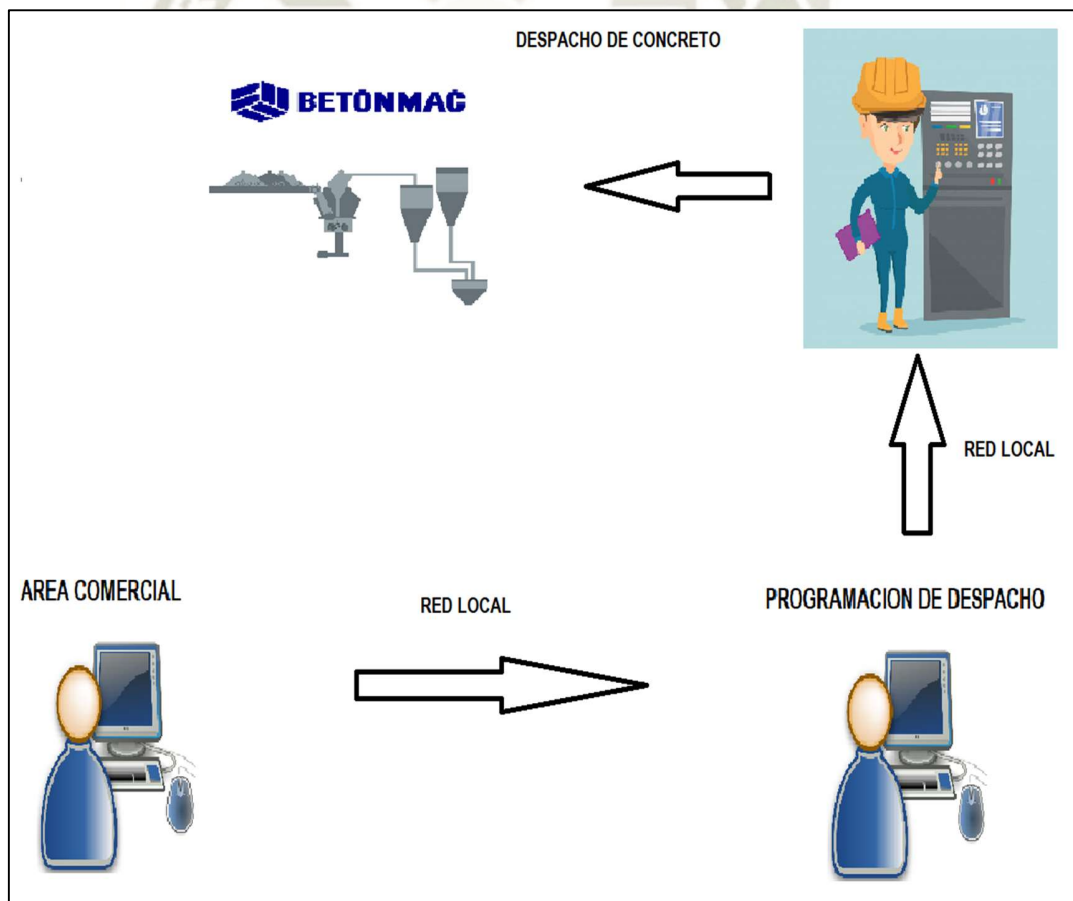 DESPACHO DE CONCRETO
BETONMAC
RED LOCAL
AREA COMERCIAL
RED LOCAL
PROGRAMACION DE DESPACHO